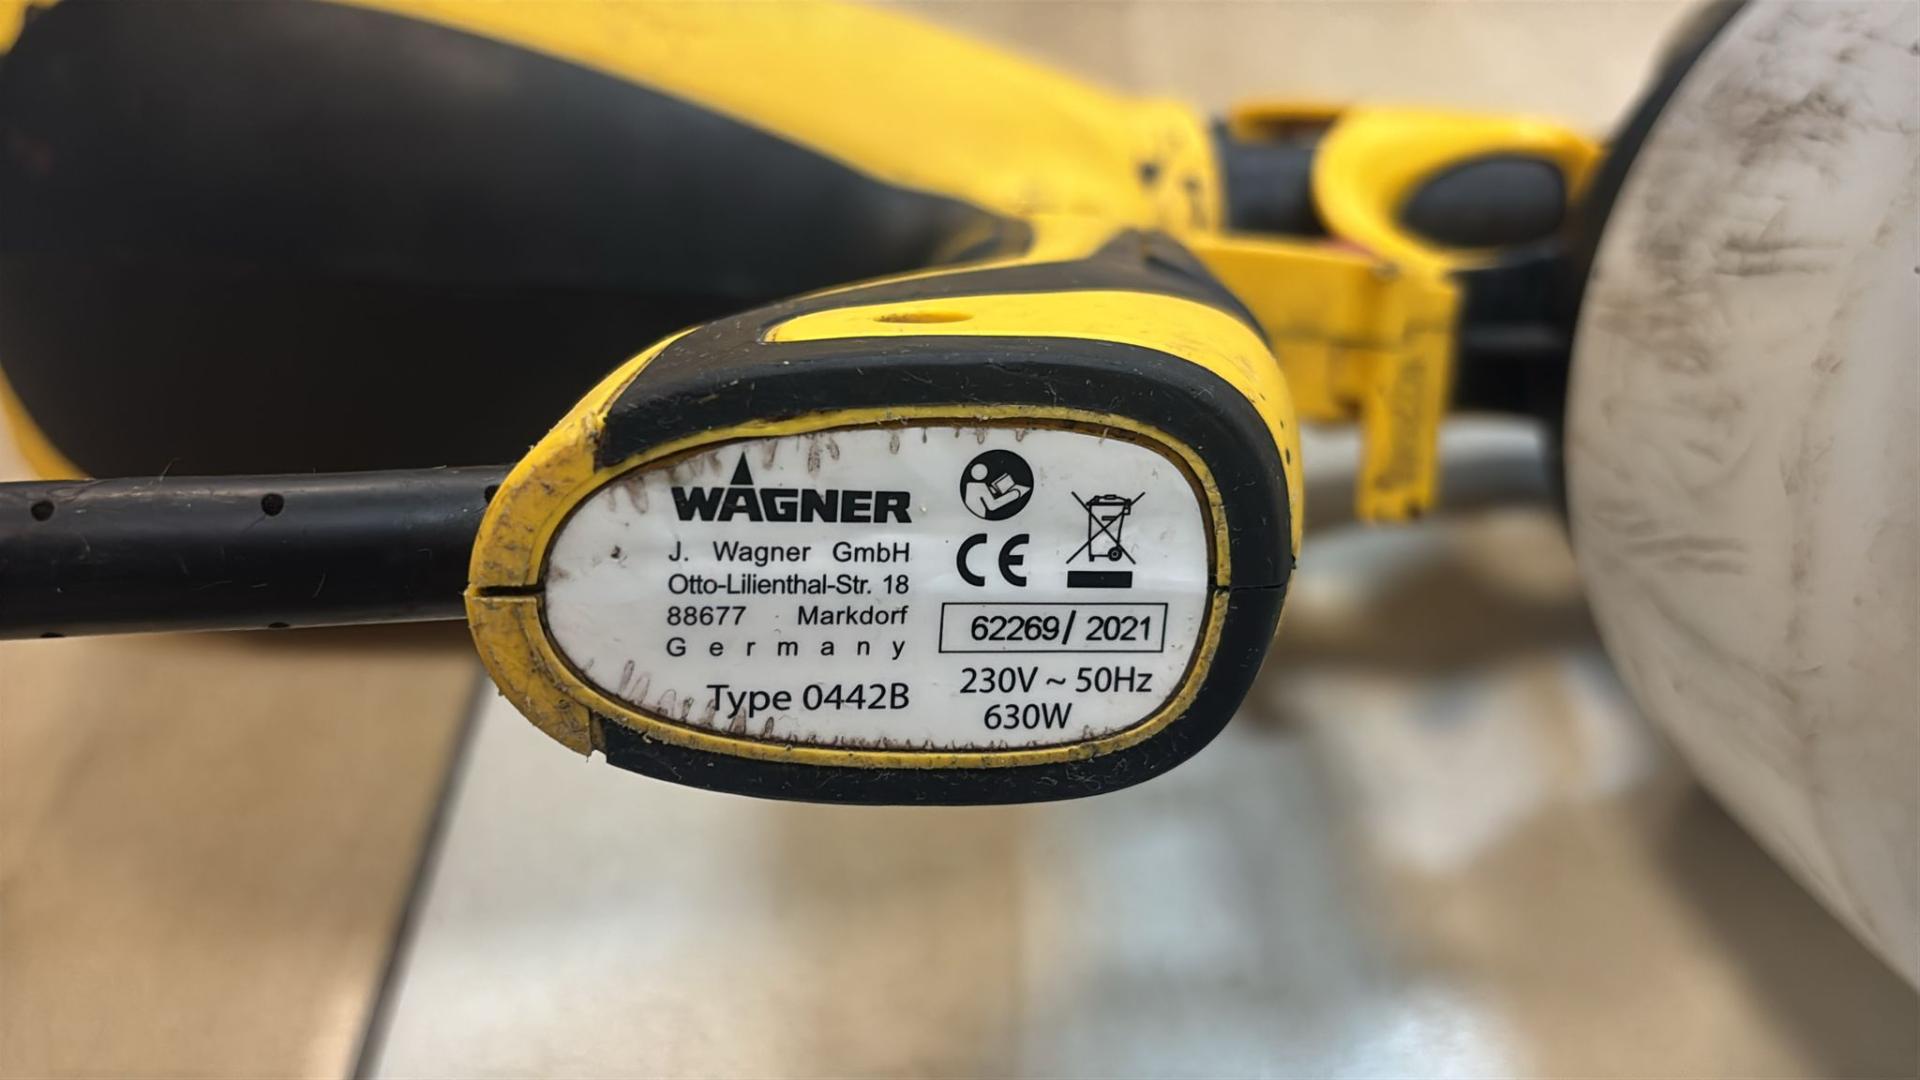 WAGNER
J. Wagner GmbH
Otto-Lilienthal-Str. 18
88677 Markdorf
Germany
Type 0442B
CE
62269/ 2021
230V ~ 50Hz
630W